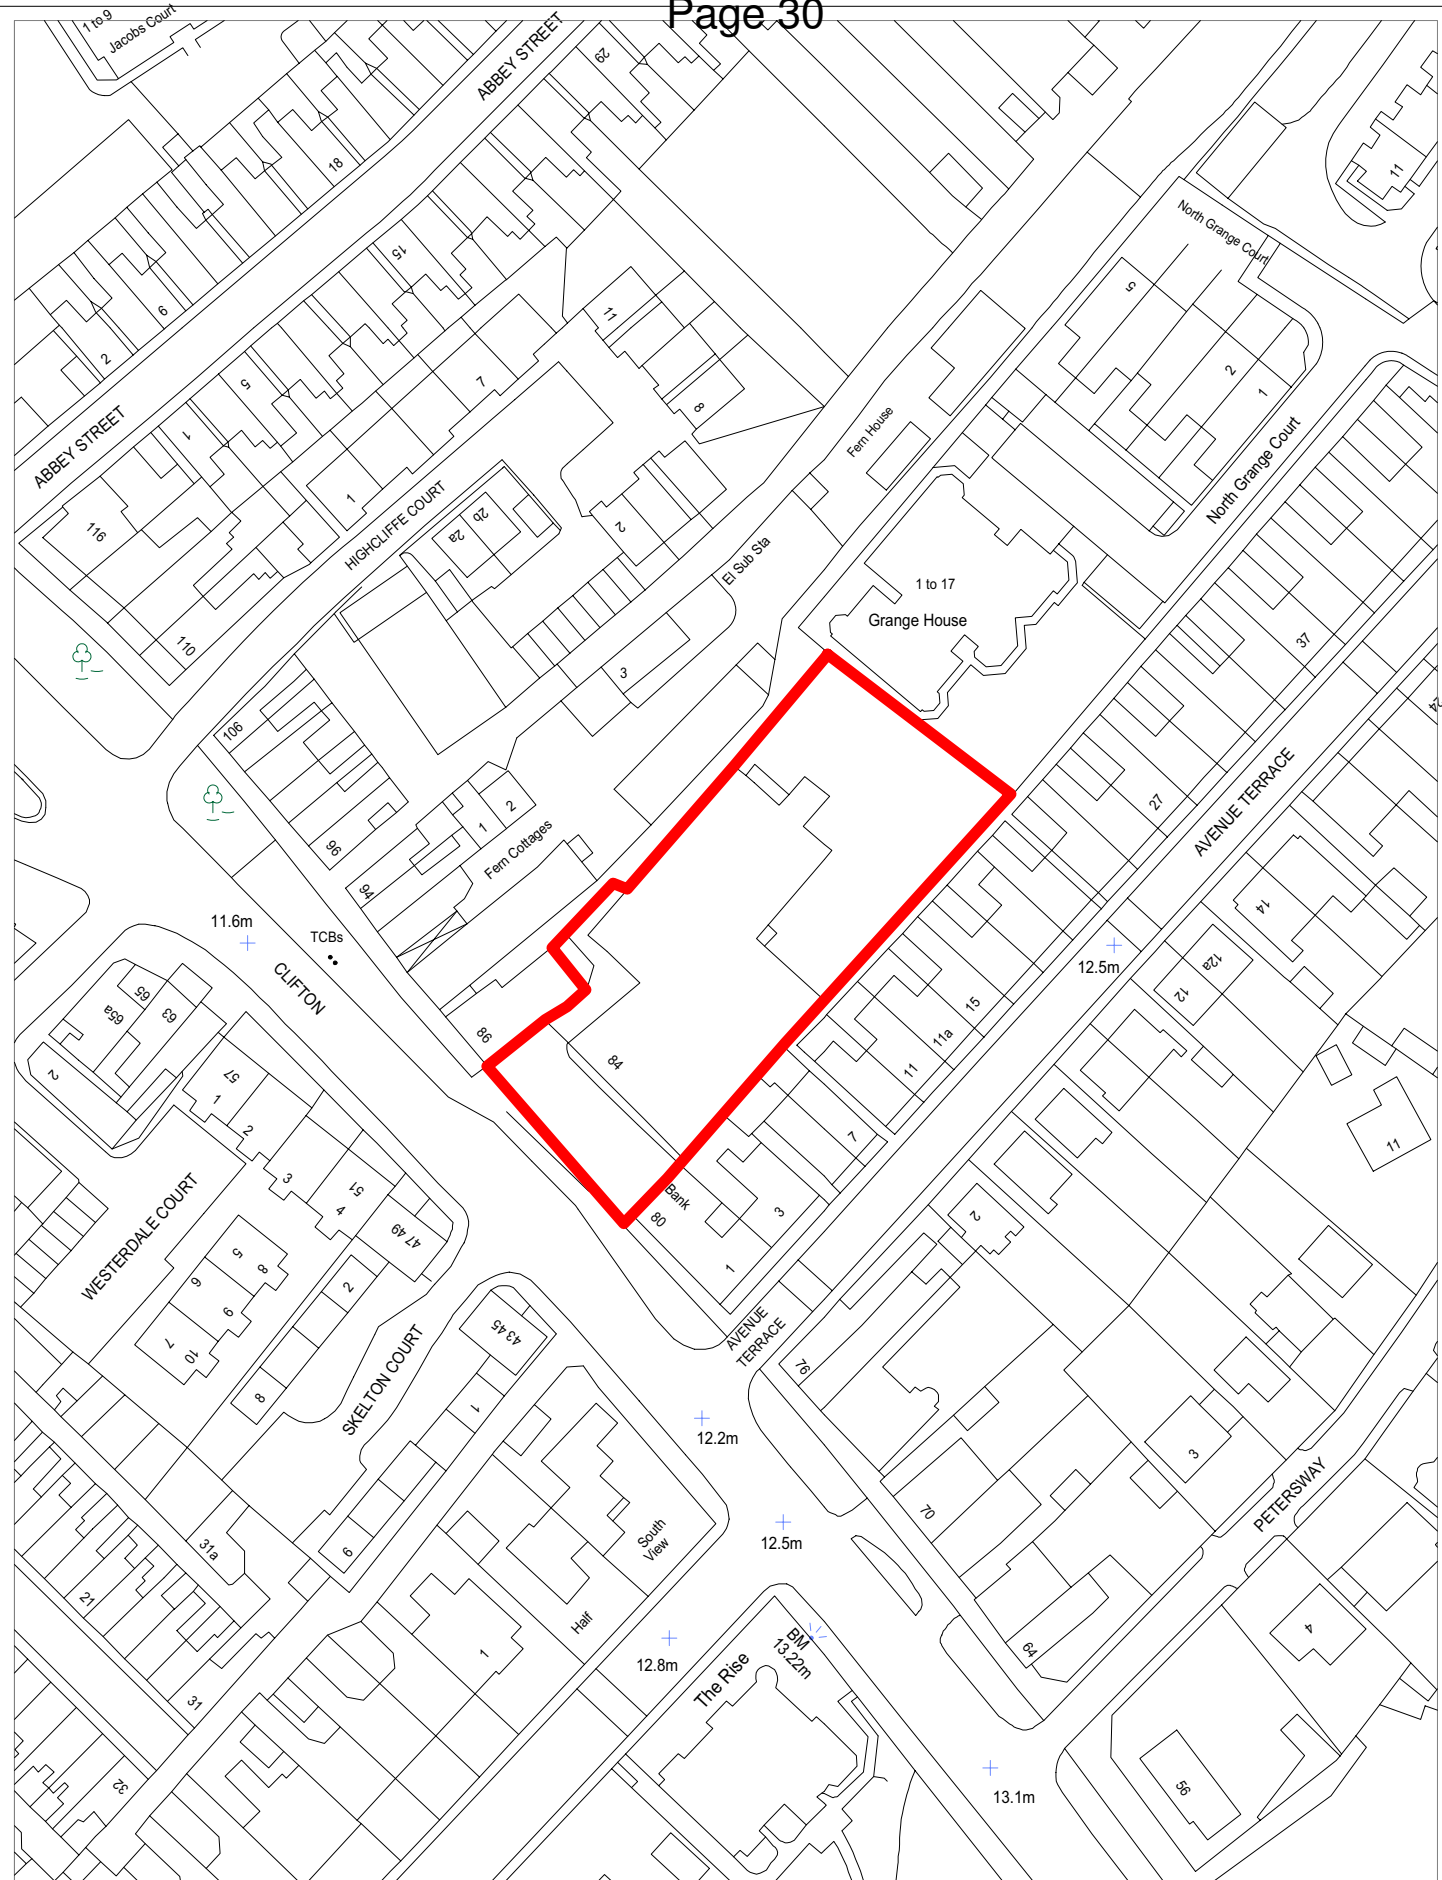 Page 30
1 to 9
Jacobs Court
ABBEY STREET
29
18
11
North Grange Court
15
5
9
2
11
7
5
2
1
8
Fern House
ABBEY STREET
1
1
116
HIGHCLIFFE COURT
2b
2a
2
North Grange Court
El Sub Sta
1 to 17
Grange House
110
3
37
24
106
2
1
96
Fern Cottages
27
AVENUE TERRACE
94
14
11.6m
TCBs
12a
12.5m
12
CLIFTON
65
65a
63
15
11a
86
84
11
2
57
1
2
7
11
3
51
4
WESTERDALE COURT
47 49
Bank
80
3
2
5
8
6
9
2
1
7
10
43 45
AVENUE
TERRACE
76
8
SKELTON COURT
1
12.2m
3
PETERSWAY
70
12.5m
South
View
31a
6
21
Half
1
12.8m
BM
13.22m
The Rise
64
4
31
32
13.1m
56